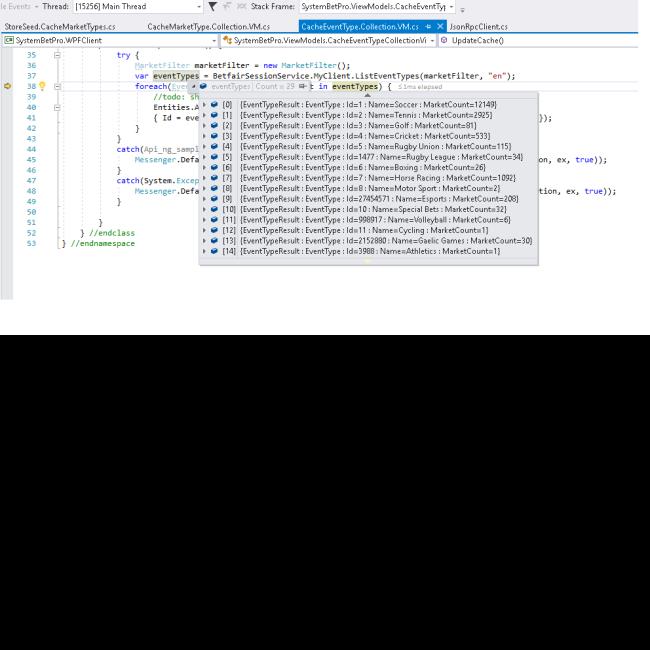 le Events Thread: [15256] Main Thread Stack Frame: SystemBetPro.ViewModels.CacheEventTy
StoreSeed.CacheMarketTypes.cs CacheMarketType.Collection.VM.cs CacheEventType.Collection.VM.cs JsonRpcClient.cs
SystemBetPro.WPFClient SystemBetPro.ViewModels.CacheEventTypeCollectionVi UpdateCache()
35 try {
36 MarketFilter marketFilter = new MarketFilter();
37 var eventTypes = BetfairSessionService.MyClient.ListEventTypes(marketFilter, "en");
38 foreach(Eve eventTypes Count = 29 t in eventTypes) { ≤1ms elapsed
39 //todo: sh
40 Entities.A
41 { Id = eve });
42 }
43 }
44 catch(Api_ng_sampl
45 Messenger.Defa on, ex, true));
46 }
47 catch(System.Excep
48 Messenger.Defa tion, ex, true));
49 }
50
51 }
52 } //endclass
53 } //endnamespace
[0] {EventTypeResult : EventType : Id=1 : Name=Soccer : MarketCount=12149}
[1] {EventTypeResult : EventType : Id=2 : Name=Tennis : MarketCount=2925}
[2] {EventTypeResult : EventType : Id=3 : Name=Golf : MarketCount=81}
[3] {EventTypeResult : EventType : Id=4 : Name=Cricket : MarketCount=533}
[4] {EventTypeResult : EventType : Id=5 : Name=Rugby Union : MarketCount=115}
[5] {EventTypeResult : EventType : Id=1477 : Name=Rugby League : MarketCount=34}
[6] {EventTypeResult : EventType : Id=6 : Name=Boxing : MarketCount=26}
[7] {EventTypeResult : EventType : Id=7 : Name=Horse Racing : MarketCount=1092}
[8] {EventTypeResult : EventType : Id=8 : Name=Motor Sport : MarketCount=2}
[9] {EventTypeResult : EventType : Id=27454571 : Name=Esports : MarketCount=208}
[10] {EventTypeResult : EventType : Id=10 : Name=Special Bets : MarketCount=32}
[11] {EventTypeResult : EventType : Id=998917 : Name=Volleyball : MarketCount=6}
[12] {EventTypeResult : EventType : Id=11 : Name=Cycling : MarketCount=1}
[13] {EventTypeResult : EventType : Id=2152880 : Name=Gaelic Games : MarketCount=30}
[14] {EventTypeResult : EventType : Id=3988 : Name=Athletics : MarketCount=1}